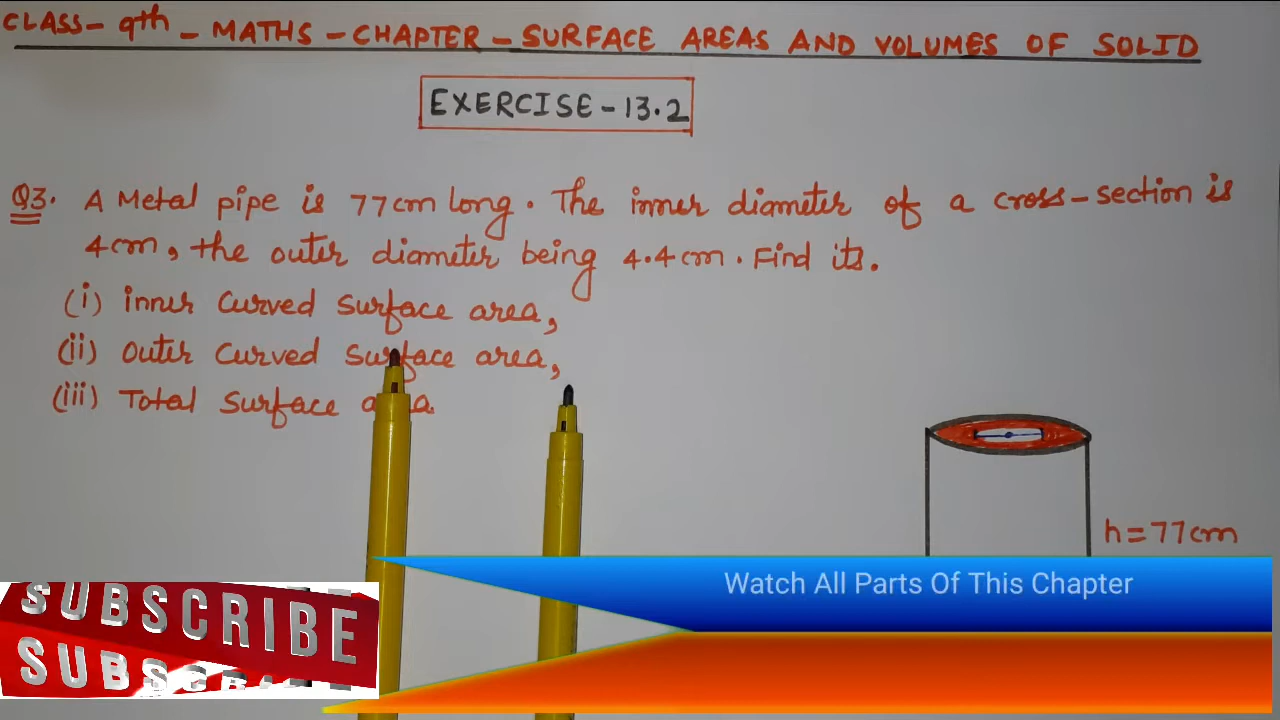 CLASS-9th-MATHS-CHAPTER-SURFACE AREAS AND VOLUMES OF SOLID
EXERCISE-13.2
Q3. A Metal pipe is 77cm long. The inner diameter of a cross-section is
4cm, the outer diameter being 4.4cm. Find its.
(i) inner Curved Surface area,
(ii) Outer Curved Surface area,
(iii) Total Surface
h=77cm
Watch All Parts Of This Chapter
SUBSCRIBE